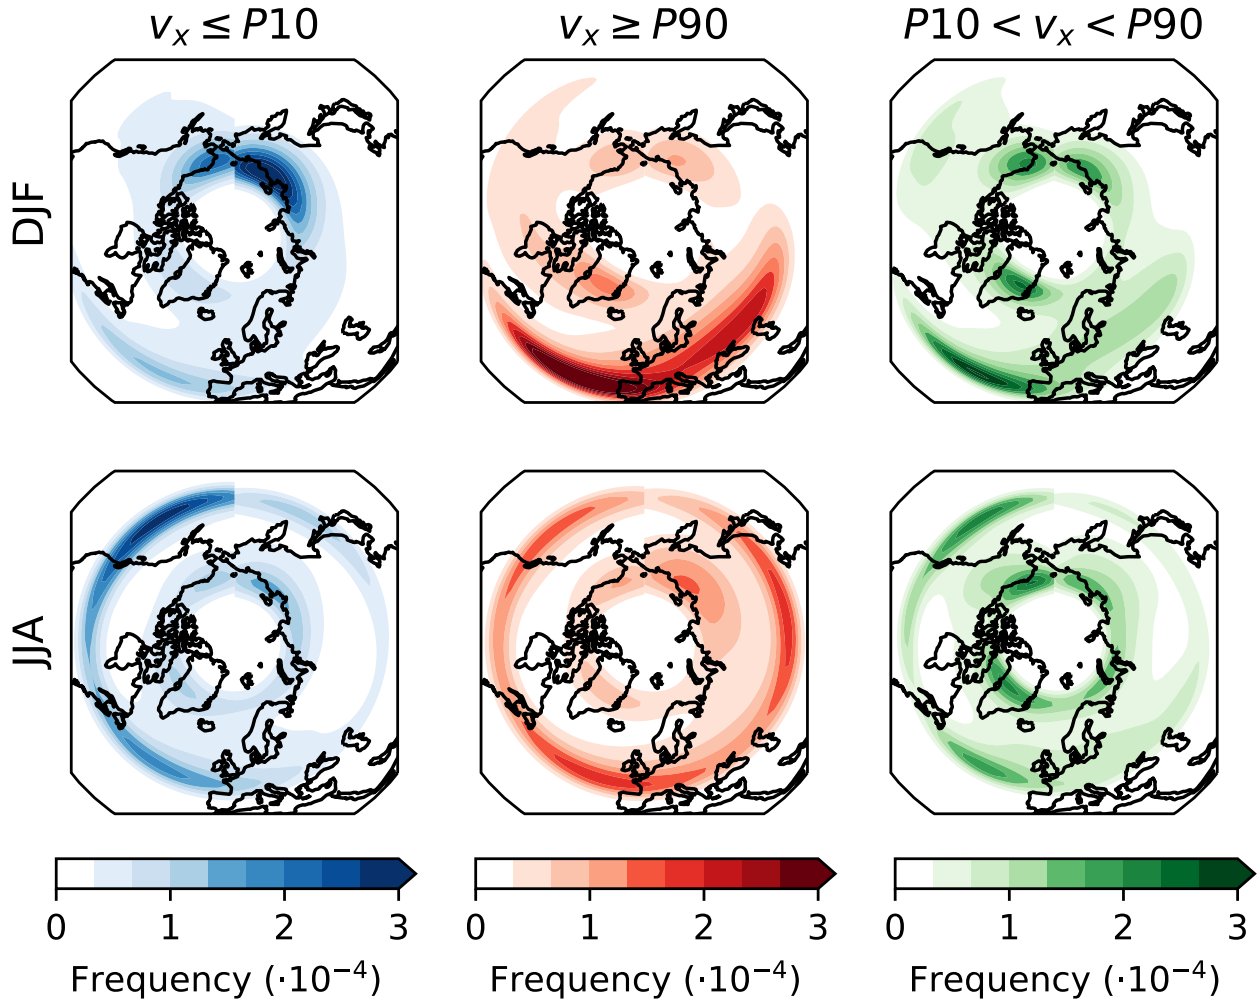 v_x ≤ P10
v_x ≥ P90
P10 < v_x < P90
DJF
JJA
0 1 2 3
0 1 2 3
0 1 2 3
Frequency (·10⁻⁴)
Frequency (·10⁻⁴)
Frequency (·10⁻⁴)